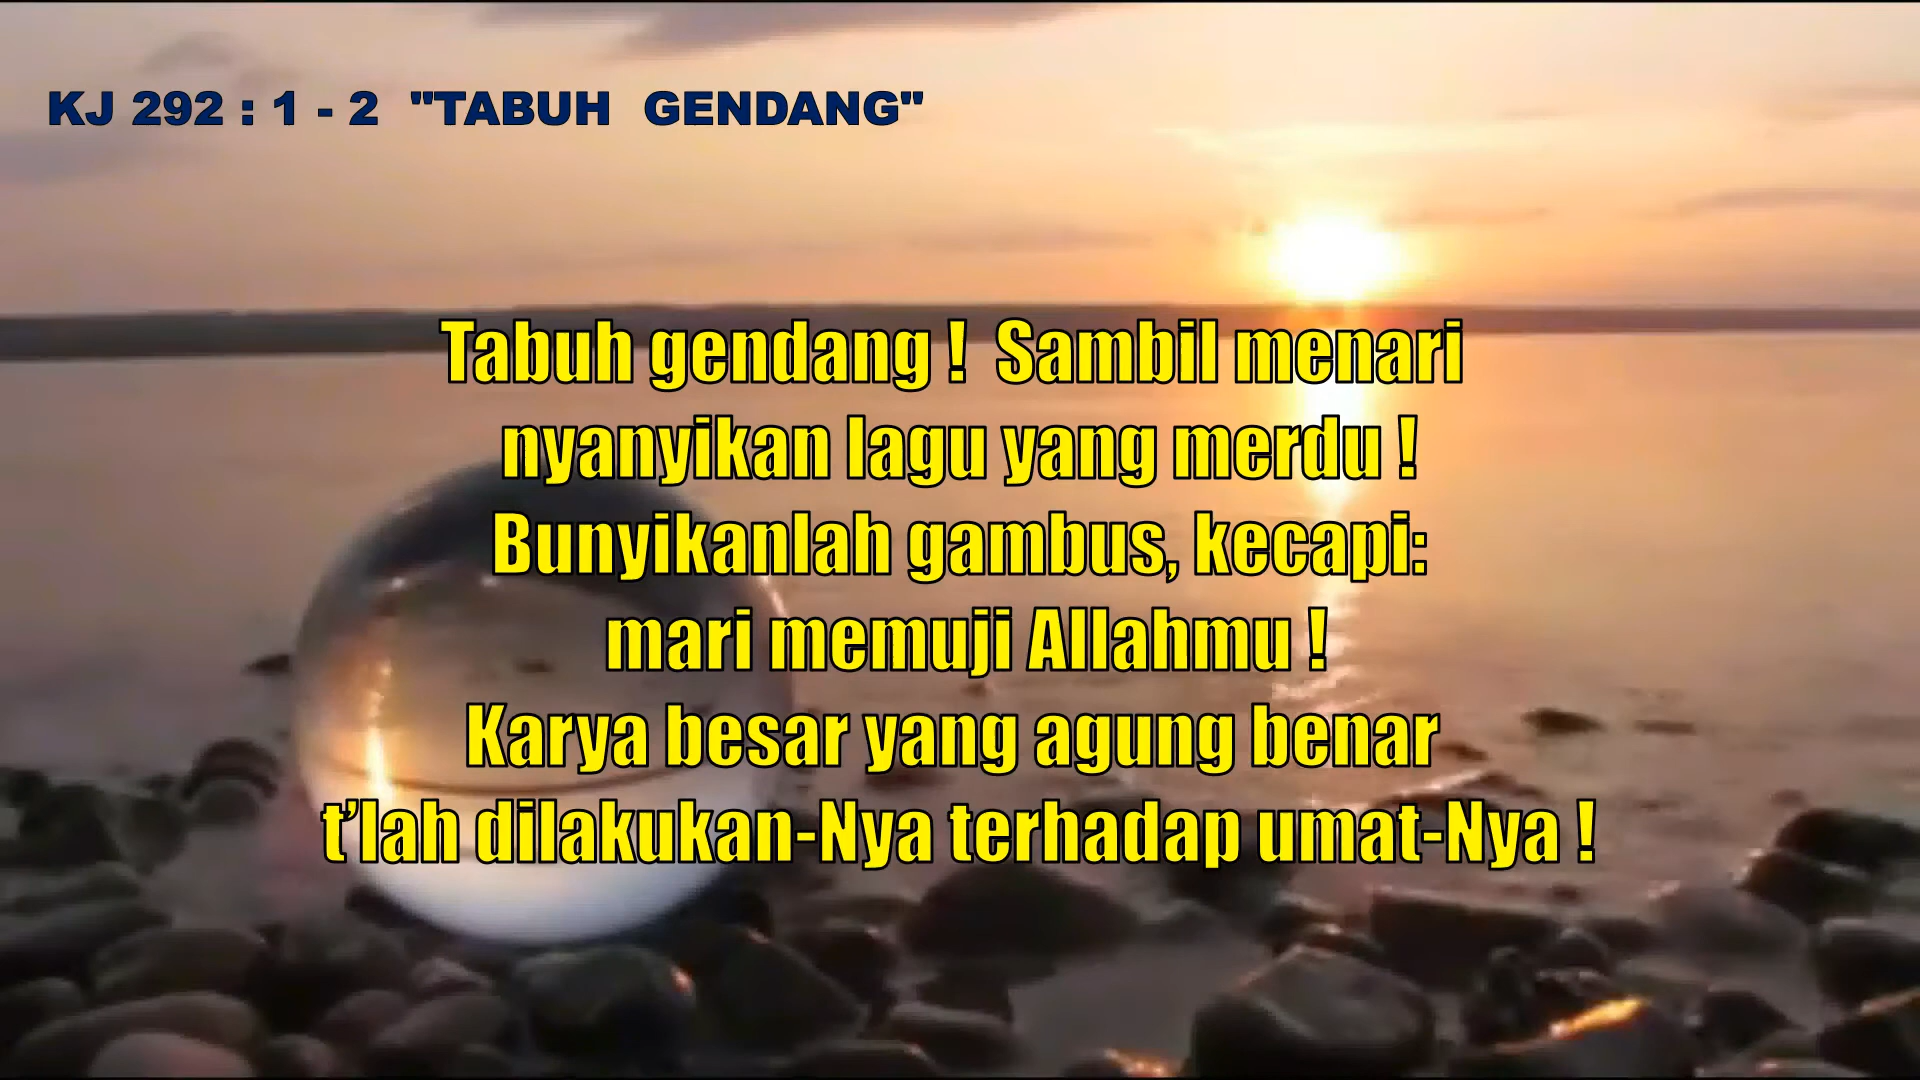 KJ 292 : 1 - 2  "TABUH  GENDANG"
Tabuh gendang !  Sambil menari
nyanyikan lagu yang merdu !
Bunyikanlah gambus, kecapi:
mari memuji Allahmu !
Karya besar yang agung benar
t'lah dilakukan-Nya terhadap umat-Nya !